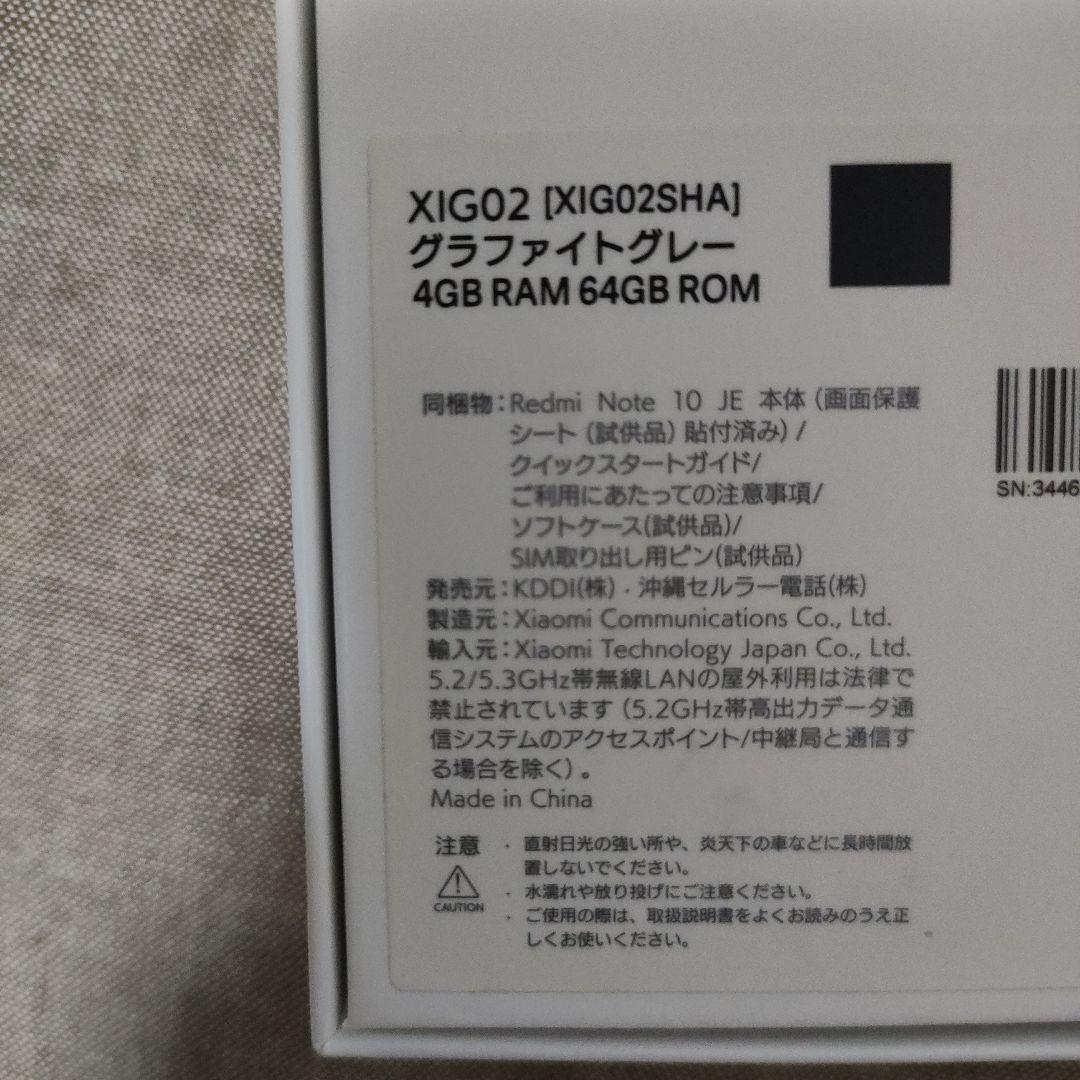 XIG02 [XIG02SHA]
グラファイトグレー
4GB RAM 64GB ROM
同梱物:Redmi Note 10 JE 本体 (画面保護
シート (試供品) 貼付済み) /
クイックスタートガイド/
ご利用にあたっての注意事項/
ソフトケース(試供品)/
SIM取り出し用ピン(試供品)
発売元:KDDI(株)・沖縄セルラー電話(株)
製造元:Xiaomi Communications Co., Ltd.
輸入元:Xiaomi Technology Japan Co., Ltd.
5.2/5.3GHz帯無線LANの屋外利用は法律で
禁止されています (5.2GHz帯高出力データ通
信システムのアクセスポイント/中継局と通信す
る場合を除く) 。
Made in China
注意
CAUTION
・ 直射日光の強い所や、炎天下の車などに長時間放
置しないでください。
・ 水濡れや放り投げにご注意ください。
・ ご使用の際は、取扱説明書をよくお読みのうえ正
しくお使いください。
SN:3446